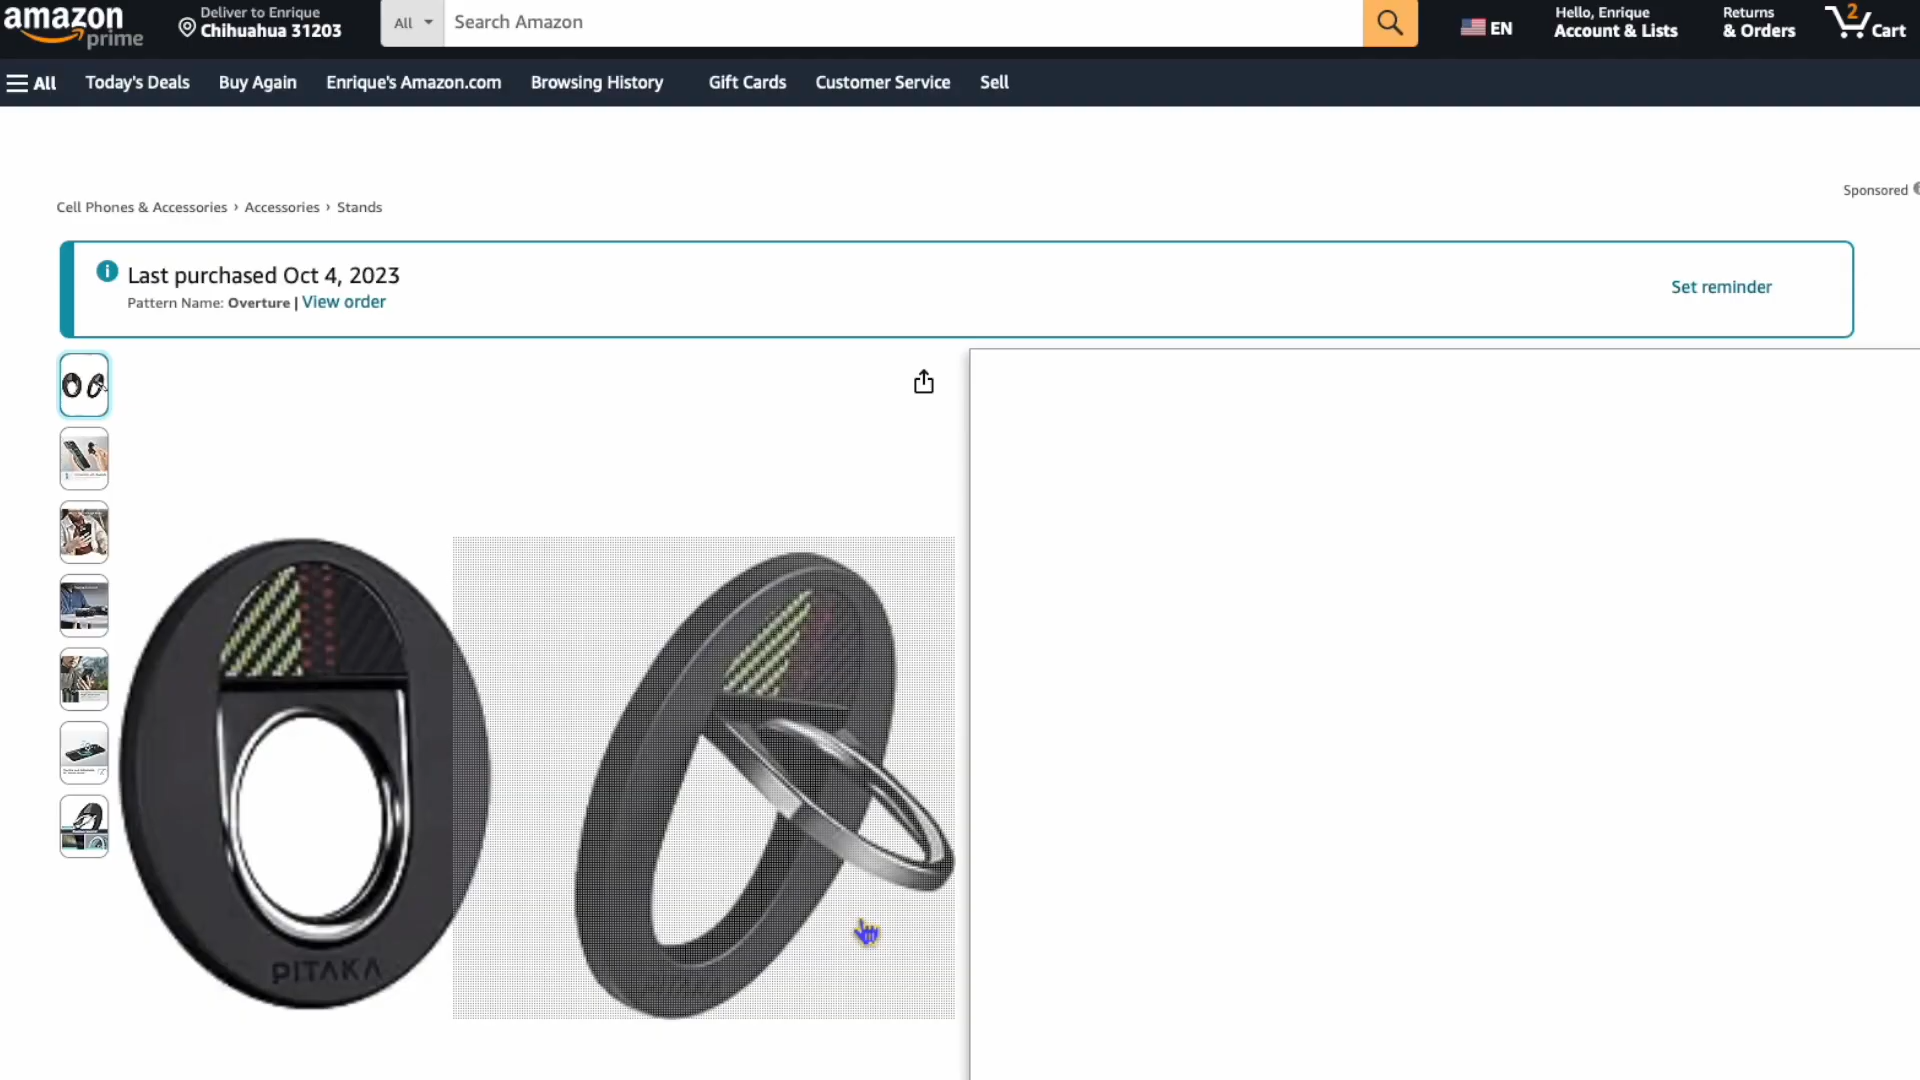 amazon
prime
Deliver to Enrique
Chihuahua 31203
All
Search Amazon
EN
Hello, Enrique
Account & Lists
Returns
& Orders
2
Cart
All
Today's Deals
Buy Again
Enrique's Amazon.com
Browsing History
Gift Cards
Customer Service
Sell
Sponsored
Cell Phones & Accessories › Accessories › Stands
Last purchased Oct 4, 2023
Pattern Name: Overture | View order
Set reminder
PITAKA